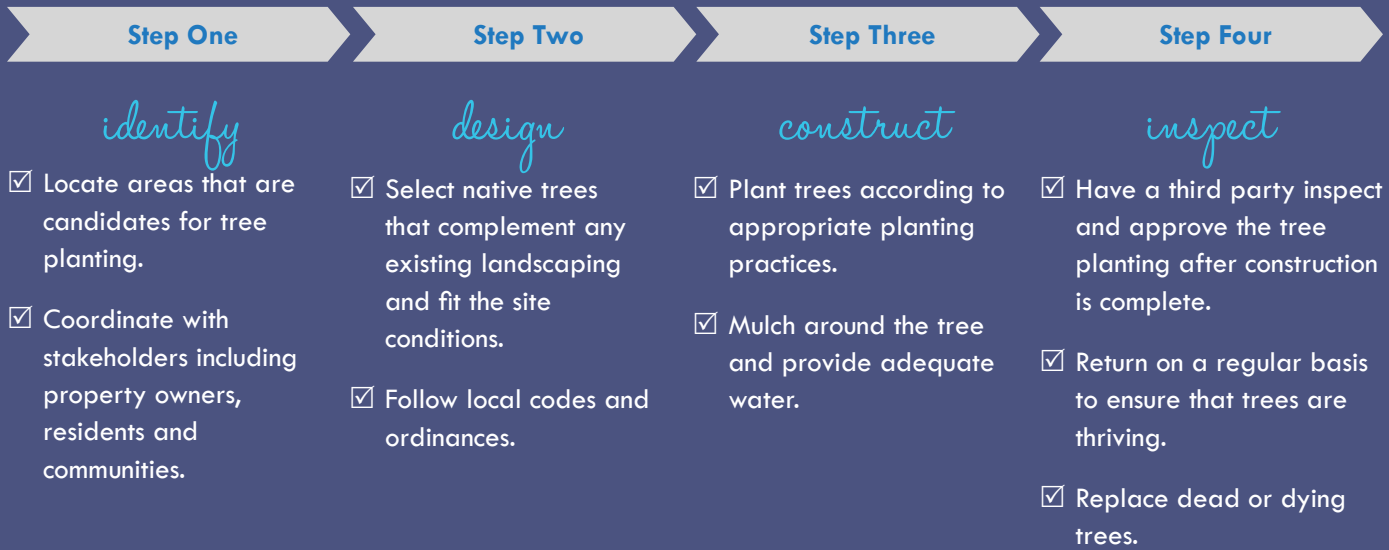 Step One
Step Two
Step Three
Step Four
identify
☑ Locate areas that are
candidates for tree
planting.
☑ Coordinate with
stakeholders including
property owners,
residents and
communities.
design
☑ Select native trees
that complement any
existing landscaping
and fit the site
conditions.
☑ Follow local codes and
ordinances.
construct
☑ Plant trees according to
appropriate planting
practices.
☑ Mulch around the tree
and provide adequate
water.
inspect
☑ Have a third party inspect
and approve the tree
planting after construction
is complete.
☑ Return on a regular basis
to ensure that trees are
thriving.
☑ Replace dead or dying
trees.